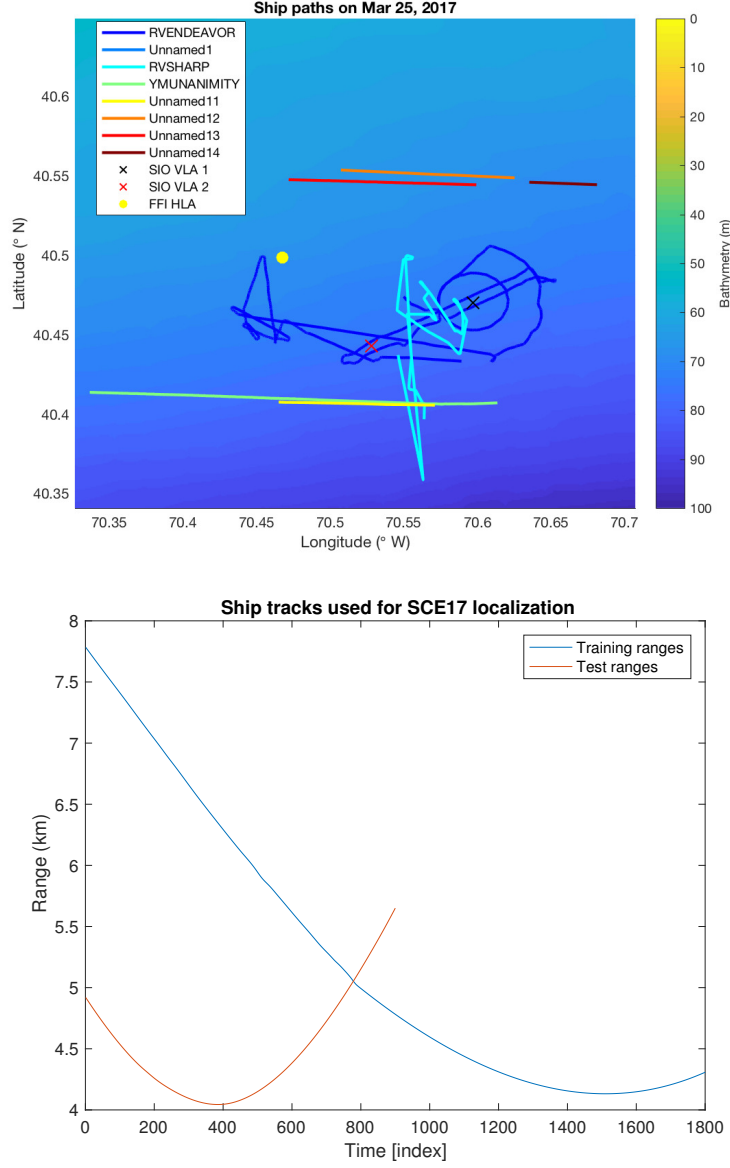 Ship paths on Mar 25, 2017
RVENDEAVOR
Unnamed1
RVSHARP
YMUNANIMITY
Unnamed11
Unnamed12
Unnamed13
Unnamed14
SIO VLA 1
SIO VLA 2
FFI HLA
40.6
40.55
40.5
40.45
40.4
40.35
Latitude (° N)
70.35 70.4 70.45 70.5 70.55 70.6 70.65 70.7
Longitude (° W)
0
10
20
30
40
50
60
70
80
90
100
Bathymetry (m)
Ship tracks used for SCE17 localization
Training ranges
Test ranges
8
7.5
7
6.5
6
5.5
5
4.5
4
Range (km)
0 200 400 600 800 1000 1200 1400 1600 1800
Time [index]